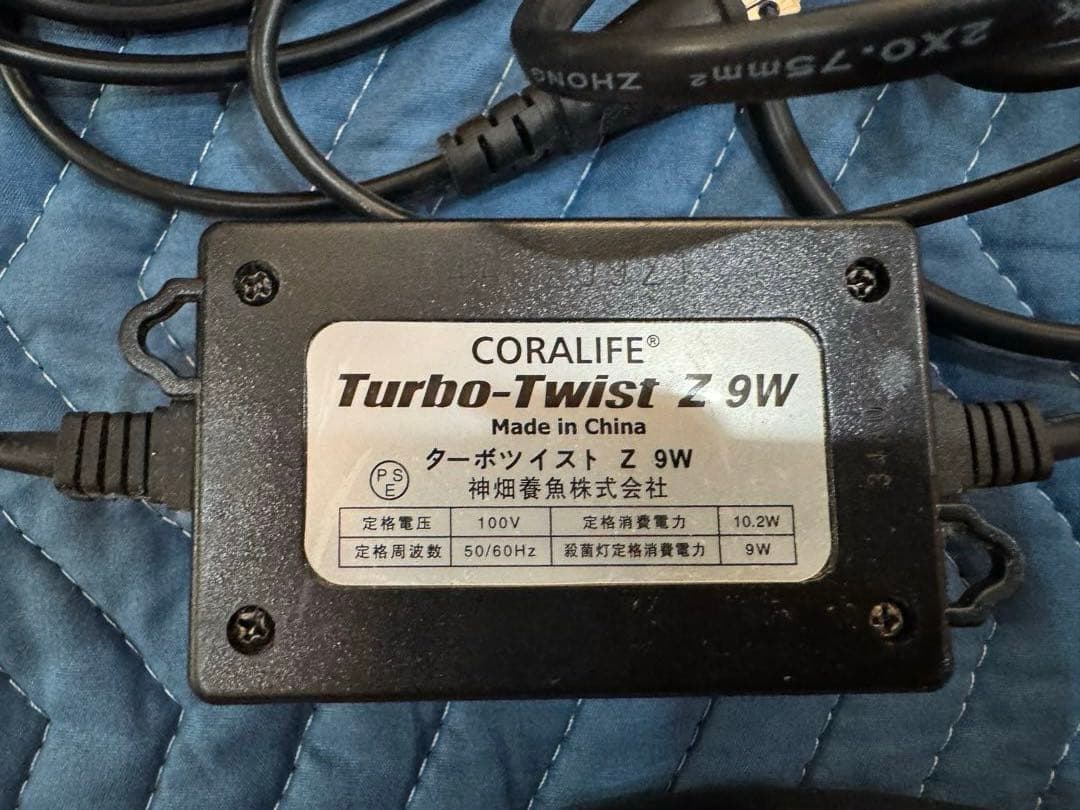 2X0.75mm²
ZHONG
CORALIFE®
Turbo-Twist Z 9W
Made in China
ターボツイスト Z 9W
PSE
神畑養魚株式会社
定格電圧 100V 定格消費電力 10.2W
定格周波数 50/60Hz 殺菌灯定格消費電力 9W